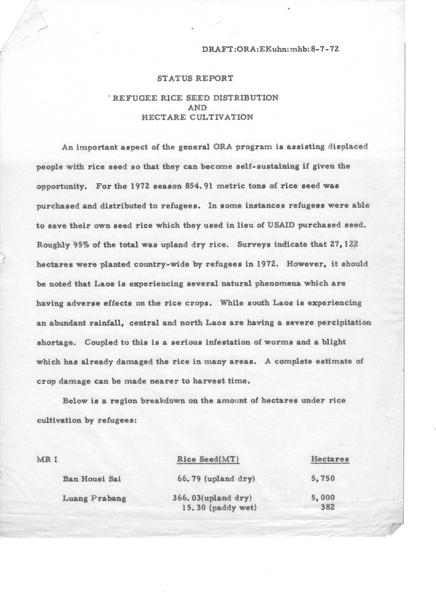 DRAFT:ORA:EKuhn:mhb:8-7-72
STATUS REPORT
REFUGEE RICE SEED DISTRIBUTION
AND
HECTARE CULTIVATION
An important aspect of the general ORA program is assisting displaced
people with rice seed so that they can become self-sustaining if given the
opportunity. For the 1972 season 854.91 metric tons of rice seed was
purchased and distributed to refugees. In some instances refugees were able
to save their own seed rice which they used in lieu of USAID purchased seed.
Roughly 95% of the total was upland dry rice. Surveys indicate that 27,122
hectares were planted country-wide by refugees in 1972. However, it should
be noted that Laos is experiencing several natural phenomena which are
having adverse effects on the rice crops. While south Laos is experiencing
an abundant rainfall, central and north Laos are having a severe percipitation
shortage. Coupled to this is a serious infestation of worms and a blight
which has already damaged the rice in many areas. A complete estimate of
crop damage can be made nearer to harvest time.
Below is a region breakdown on the amount of hectares under rice
cultivation by refugees:
MR I Rice Seed(MT) Hectares
Ban Houei Sai 66.79 (upland dry) 5,750
Luang Prabang 366.03(upland dry) 5,000
15.30 (paddy wet) 382